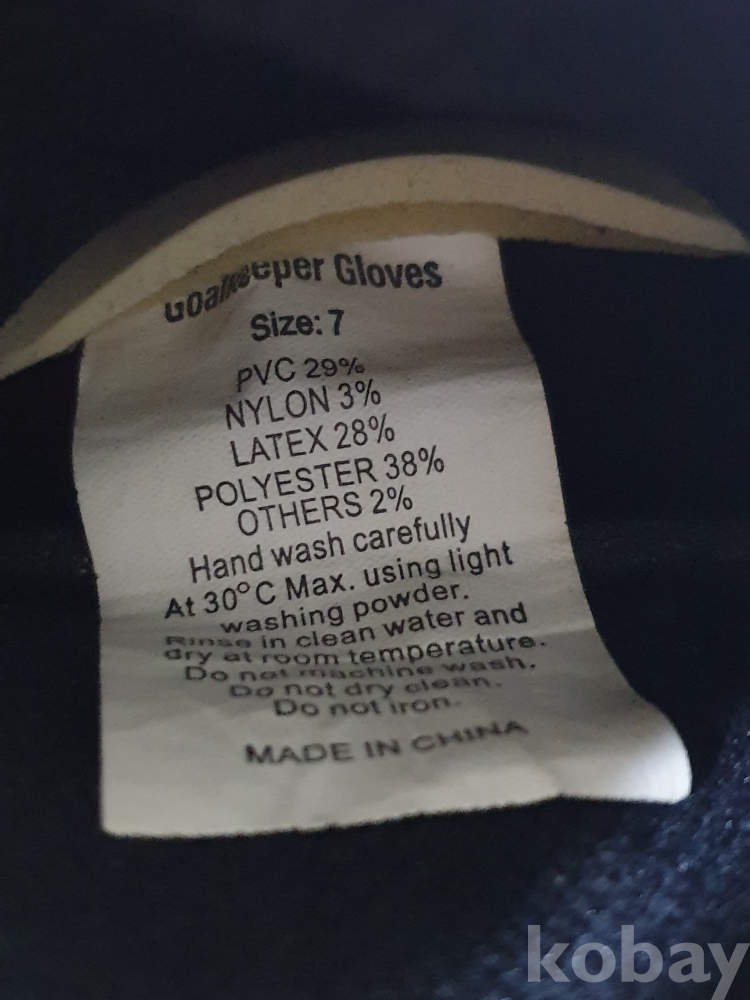 Goalkeeper Gloves
Size: 7
PVC 29%
NYLON 3%
LATEX 28%
POLYESTER 38%
OTHERS 2%
Hand wash carefully
At 30°C Max. using light
washing powder.
Rinse in clean water and
dry at room temperature.
Do not machine wash.
Do not dry clean.
Do not iron.
MADE IN CHINA
kobay